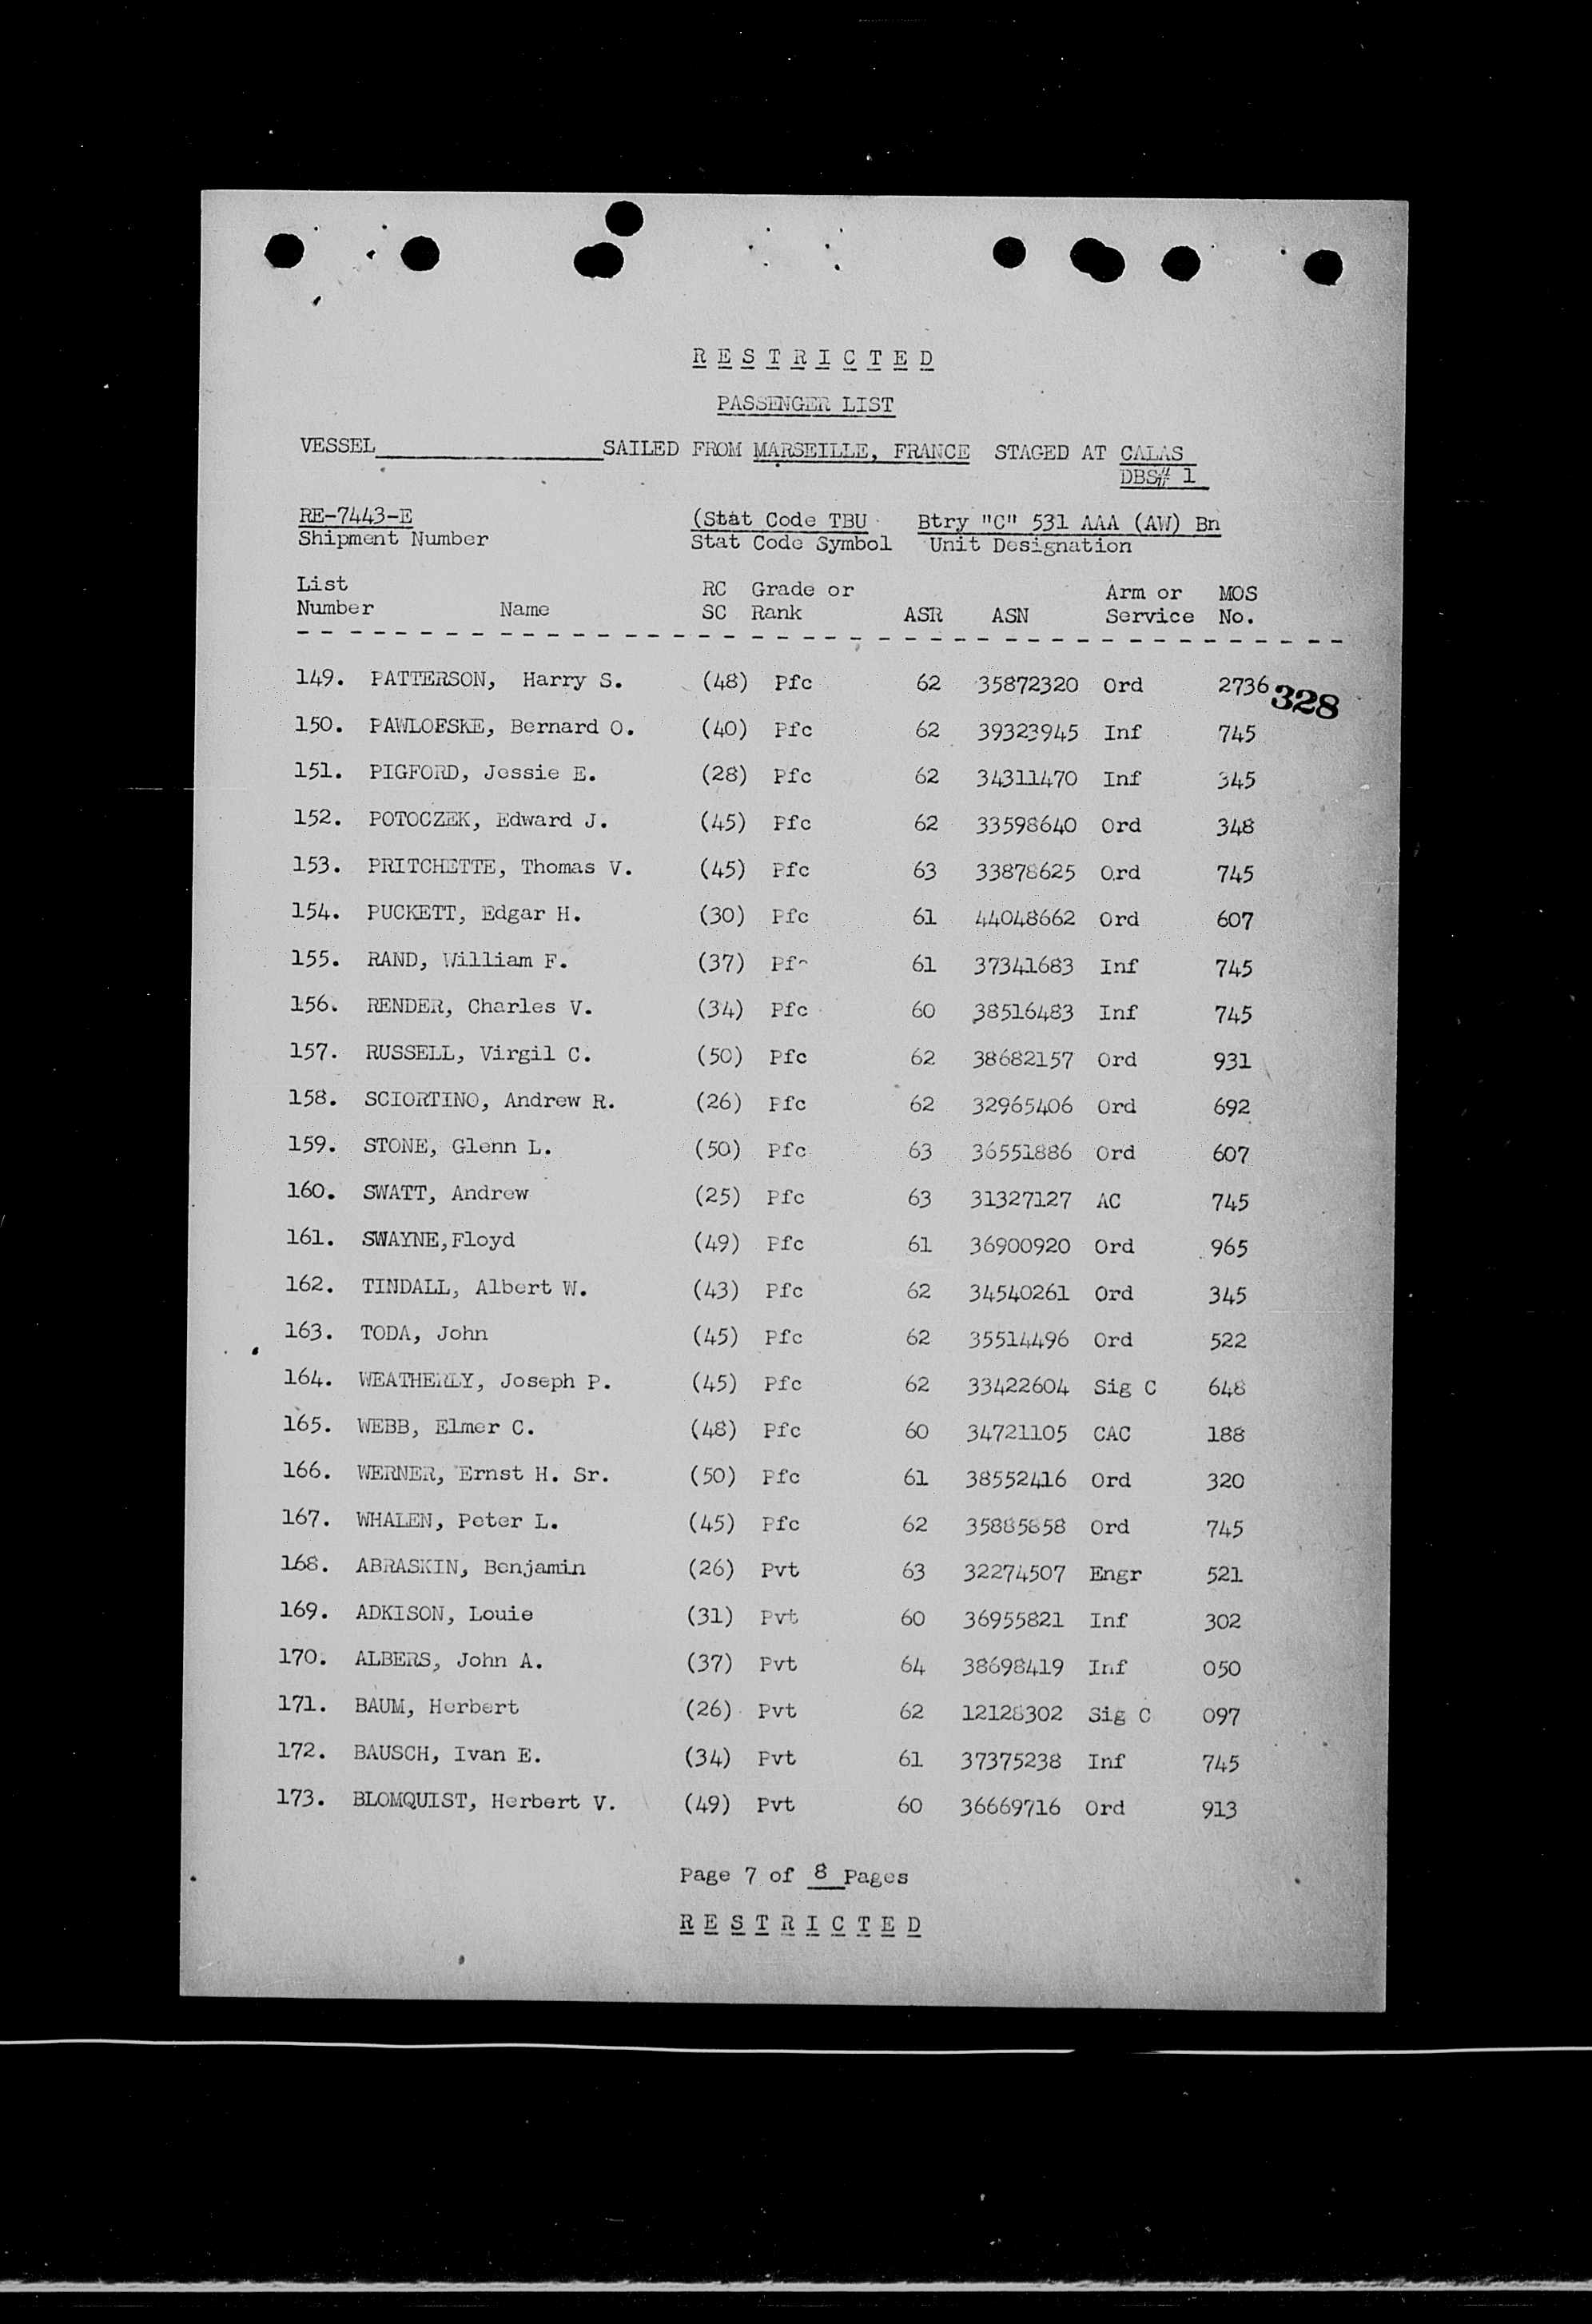 R E S T R I C T E D
PASSENGER LIST
VESSEL SAILED FROM MARSEILLE, FRANCE STAGED AT CALAS
DBS# 1
RE-7443-E (Stat Code TBU Btry "C" 531 AAA (AW) Bn
Shipment Number Stat Code Symbol Unit Designation
List RC Grade or Arm or MOS
Number Name SC Rank ASR ASN Service No.
149. PATTERSON, Harry S. (48) Pfc 62 35872320 Ord 2736 328
150. PAWLOFSKE, Bernard O. (40) Pfc 62 39323945 Inf 745
151. PIGFORD, Jessie E. (28) Pfc 62 34311470 Inf 345
152. POTOCZEK, Edward J. (45) Pfc 62 33598640 Ord 348
153. PRITCHETTE, Thomas V. (45) Pfc 63 33878625 Ord 745
154. PUCKETT, Edgar H. (30) Pfc 61 44048662 Ord 607
155. RAND, William F. (37) Pfc 61 37341683 Inf 745
156. RENDER, Charles V. (34) Pfc 60 38516483 Inf 745
157. RUSSELL, Virgil C. (50) Pfc 62 38682157 Ord 931
158. SCIORTINO, Andrew R. (26) Pfc 62 32965406 Ord 692
159. STONE, Glenn L. (50) Pfc 63 36551886 Ord 607
160. SWATT, Andrew (25) Pfc 63 31327127 AC 745
161. SWAYNE,Floyd (49) Pfc 61 36900920 Ord 965
162. TINDALL, Albert W. (43) Pfc 62 34540261 Ord 345
163. TODA, John (45) Pfc 62 35514496 Ord 522
164. WEATHERLY, Joseph P. (45) Pfc 62 33422604 Sig C 648
165. WEBB, Elmer C. (48) Pfc 60 34721105 CAC 188
166. WERNER, Ernst H. Sr. (50) Pfc 61 38552416 Ord 320
167. WHALEN, Peter L. (45) Pfc 62 35885858 Ord 745
168. ABRASKIN, Benjamin (26) Pvt 63 32274507 Engr 521
169. ADKISON, Louie (31) Pvt 60 36955821 Inf 302
170. ALBERS, John A. (37) Pvt 64 38698419 Inf 050
171. BAUM, Herbert (26) Pvt 62 12128302 Sig C 097
172. BAUSCH, Ivan E. (34) Pvt 61 37375238 Inf 745
173. BLOMQUIST, Herbert V. (49) Pvt 60 36669716 Ord 913
Page 7 of 8 Pages
R E S T R I C T E D